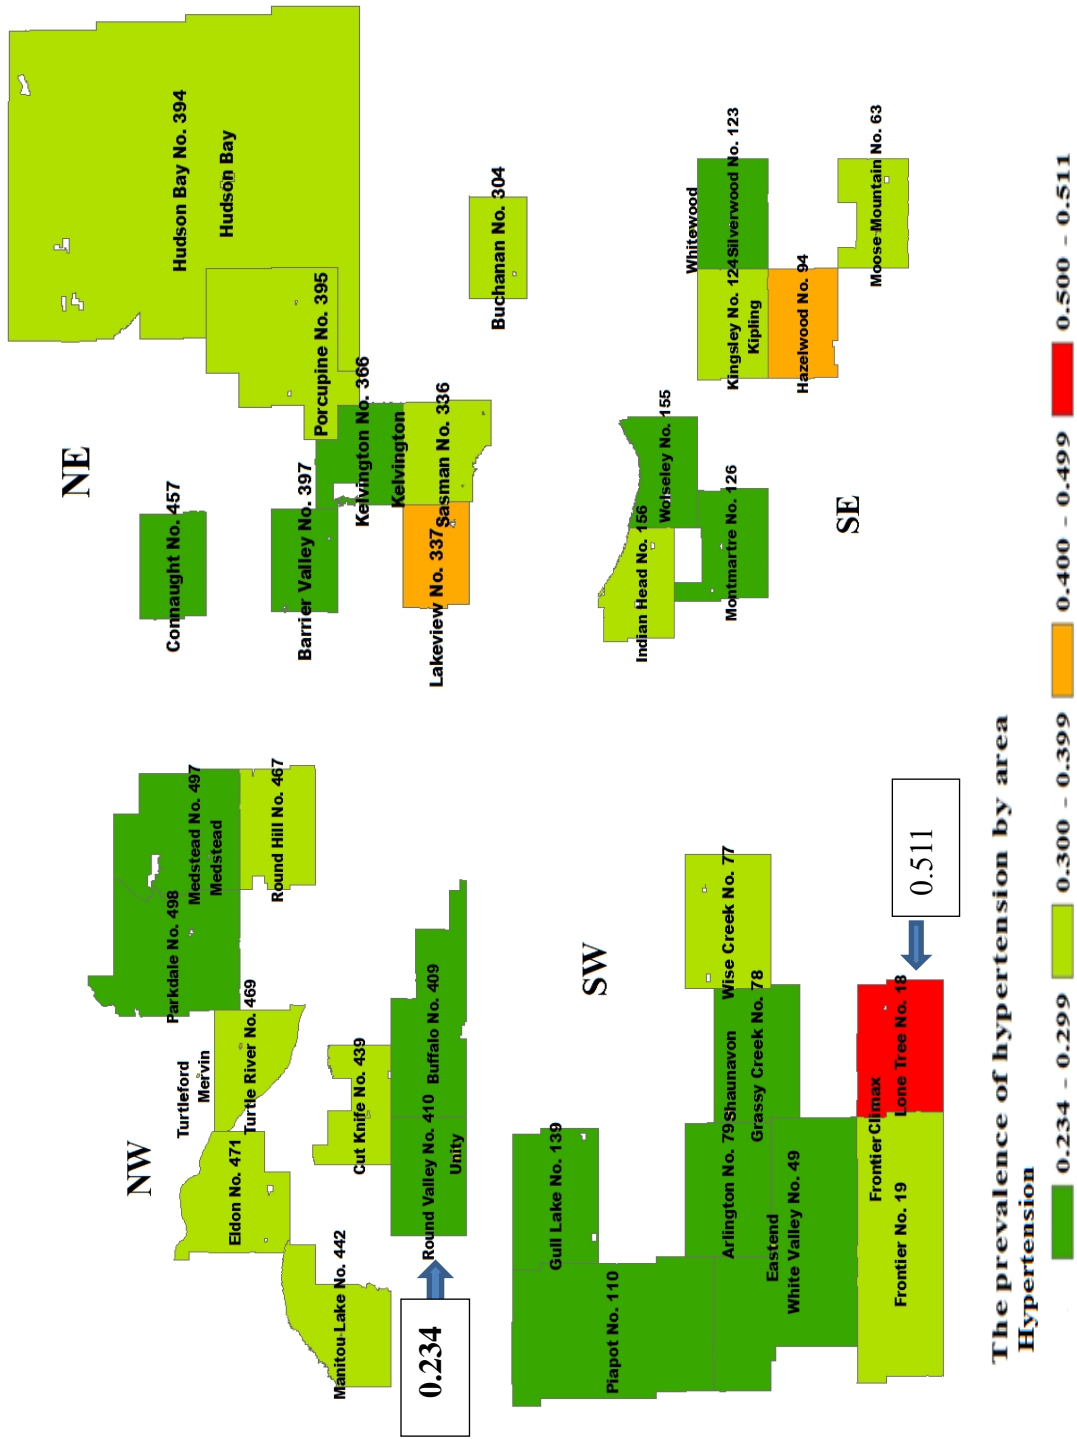 NW
Turtleford
Mervin
Parkdale No. 498
Medstead No. 497
Medstead
Eldon No. 471
Turtle River No. 469
Round Hill No. 467
Manitou-Lake No. 442
Cut Knife No. 439
Round Valley No. 410
Buffalo No. 409
Unity
0.234
NE
Connaught No. 457
Hudson Bay No. 394
Hudson Bay
Barrier Valley No. 397
Porcupine No. 395
Kelvington No. 366
Kelvington
Lakeview No. 337
Sasman No. 336
Buchanan No. 304
SW
Gull Lake No. 139
Piapot No. 110
Arlington No. 79
Shaunavon
Wise Creek No. 77
Grassy Creek No. 78
Eastend
White Valley No. 49
Frontier
Climax
Frontier No. 19
Lone Tree No. 18
0.511
SE
Indian Head No. 156
Wolseley No. 155
Montmartre No. 126
Whitewood
Kingsley No. 124
Silverwood No. 123
Kipling
Hazelwood No. 94
Moose Mountain No. 63
The prevalence of hypertension by area
Hypertension
0.234 - 0.299
0.300 - 0.399
0.400 - 0.499
0.500 - 0.511